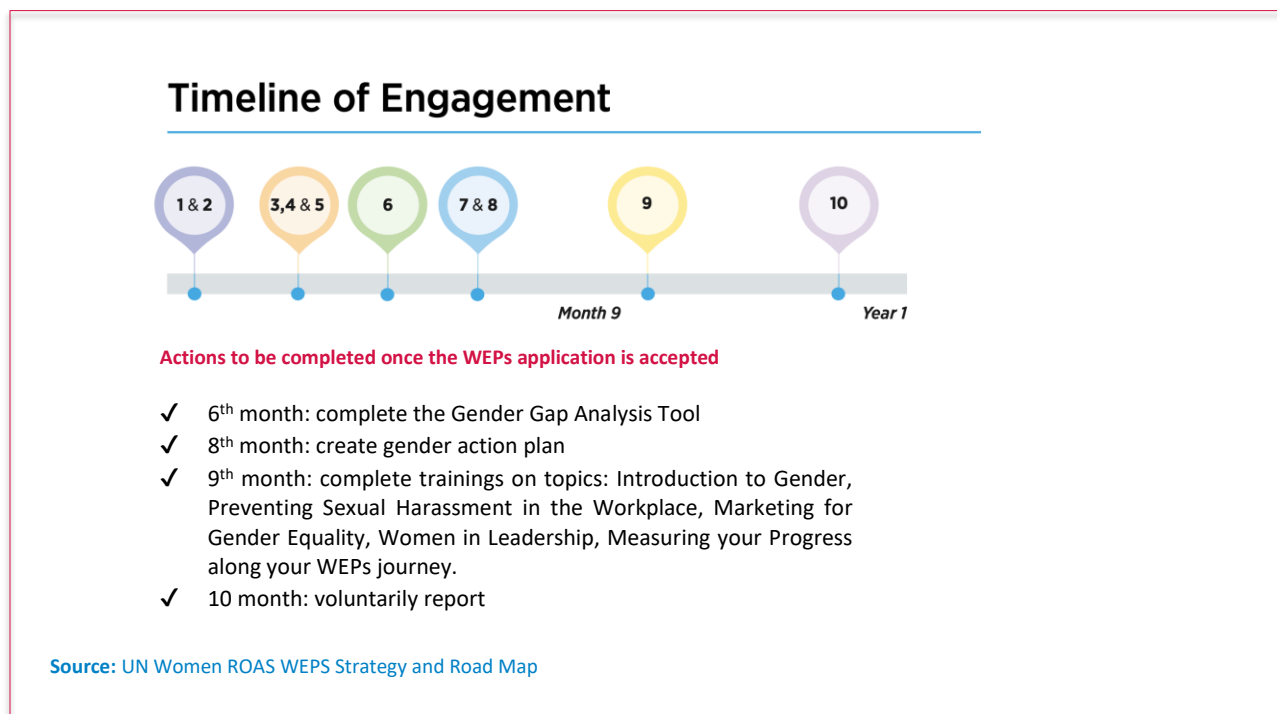 Timeline of Engagement
1 & 2
3,4 & 5
6
7 & 8
9
10
Month 9
Year 1
Actions to be completed once the WEPs application is accepted
✓ 6th month: complete the Gender Gap Analysis Tool
✓ 8th month: create gender action plan
✓ 9th month: complete trainings on topics: Introduction to Gender,
Preventing Sexual Harassment in the Workplace, Marketing for
Gender Equality, Women in Leadership, Measuring your Progress
along your WEPs journey.
✓ 10 month: voluntarily report
Source: UN Women ROAS WEPS Strategy and Road Map